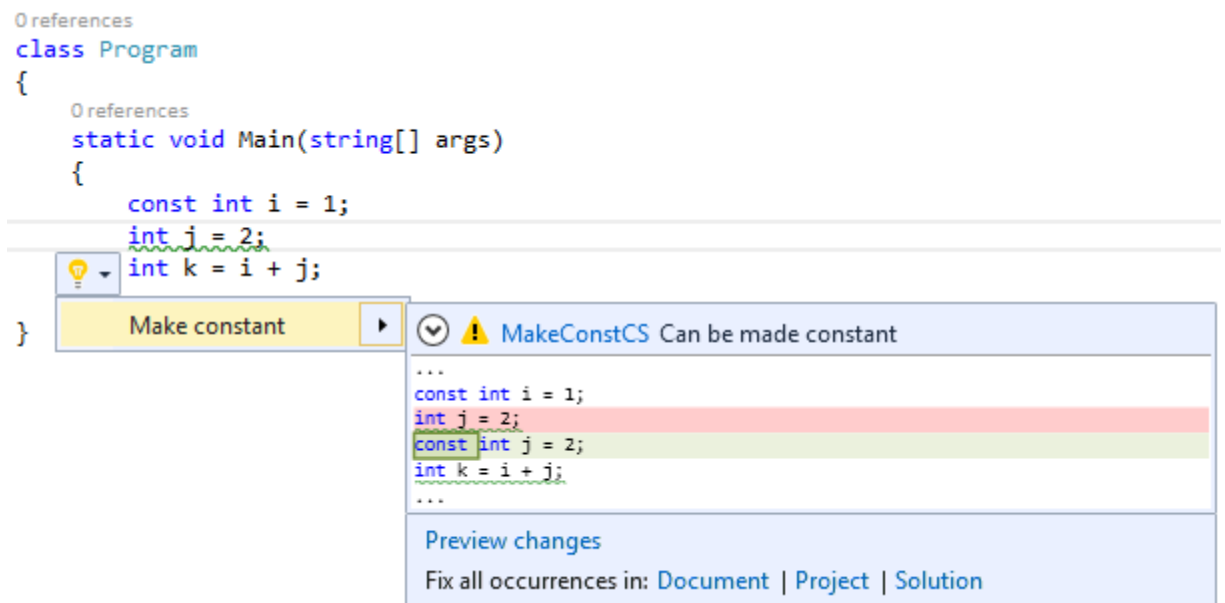 0 references
class Program
{
0 references
static void Main(string[] args)
{
const int i = 1;
int j = 2;
int k = i + j;
}
Make constant
MakeConstCS Can be made constant
...
const int i = 1;
int j = 2;
const int j = 2;
int k = i + j;
...
Preview changes
Fix all occurrences in: Document | Project | Solution